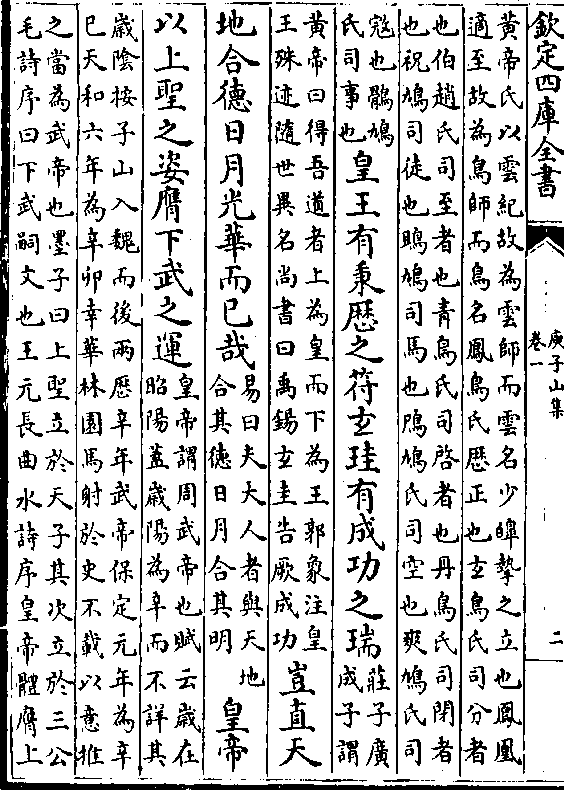 欽定四庫全書
庾子山集
卷一
二
黃帝氏以雲紀故為雲師而雲名少皥摯之立也鳳凰
適至故為鳥師而鳥名鳳鳥氏歴正也𤣥鳥氏司分者
也伯趙氏司至者也青鳥氏司啓者也丹鳥氏司閉者
也祝鳩司徒也鴡鳩司馬也鳲鳩氏司空也爽鳩氏司
冦也鶻鳩
氏司事也
皇王有秉歴之符𤣥珪有成功之瑞
莊子廣
成子謂
黃帝曰得吾道者上為皇而下為王郭象注皇
王殊迹隨世異名尚書曰禹錫𤣥圭告厥成功
豈直天
地合徳日月光華而已哉
易曰夫大人者與天地
合其徳日月合其明
皇帝
以上聖之姿膺下武之運
皇帝謂周武帝也賦云歲在
昭陽蓋歲陽為辛而不詳其
歲陰按子山入魏而後兩歴辛年武帝保定元年為辛
巳天和六年為辛卯幸華林園馬射於史不載以意推
之當為武帝也墨子曰上聖立於天子其次立於三公
毛詩序曰下武嗣文也王元長曲水詩序皇帝體膺上